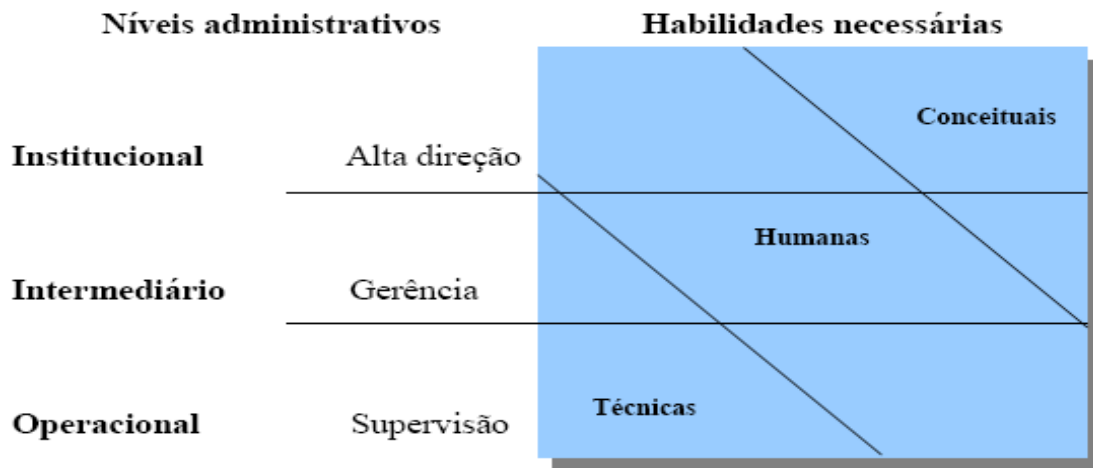 Níveis administrativos Habilidades necessárias
Conceituais
Institucional Alta direção
Humanas
Intermediário Gerência
Técnicas
Operacional Supervisão